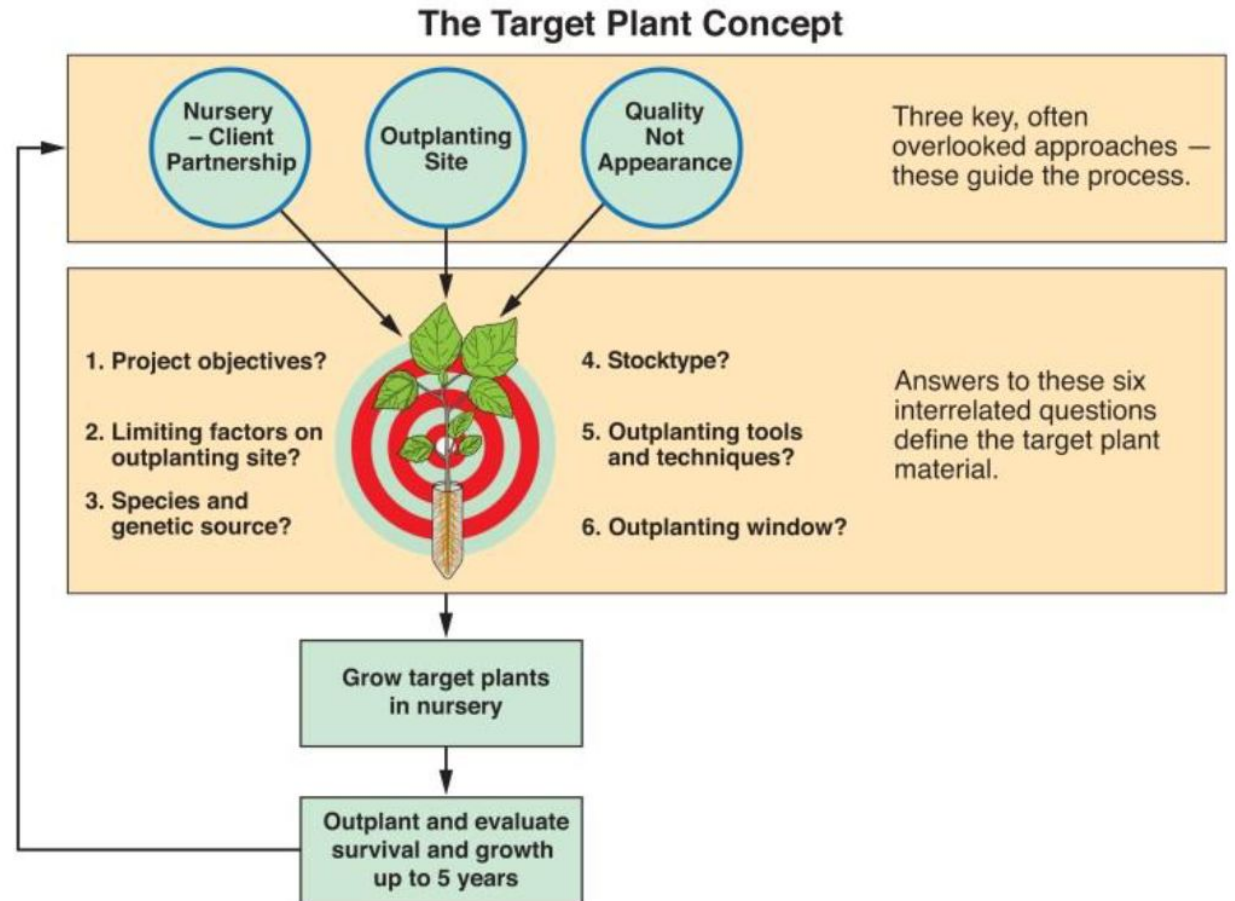 The Target Plant Concept
Nursery
– Client
Partnership
Outplanting
Site
Quality
Not
Appearance
Three key, often
overlooked approaches —
these guide the process.
1. Project objectives?
2. Limiting factors on
outplanting site?
3. Species and
genetic source?
4. Stocktype?
5. Outplanting tools
and techniques?
6. Outplanting window?
Answers to these six
interrelated questions
define the target plant
material.
Grow target plants
in nursery
Outplant and evaluate
survival and growth
up to 5 years